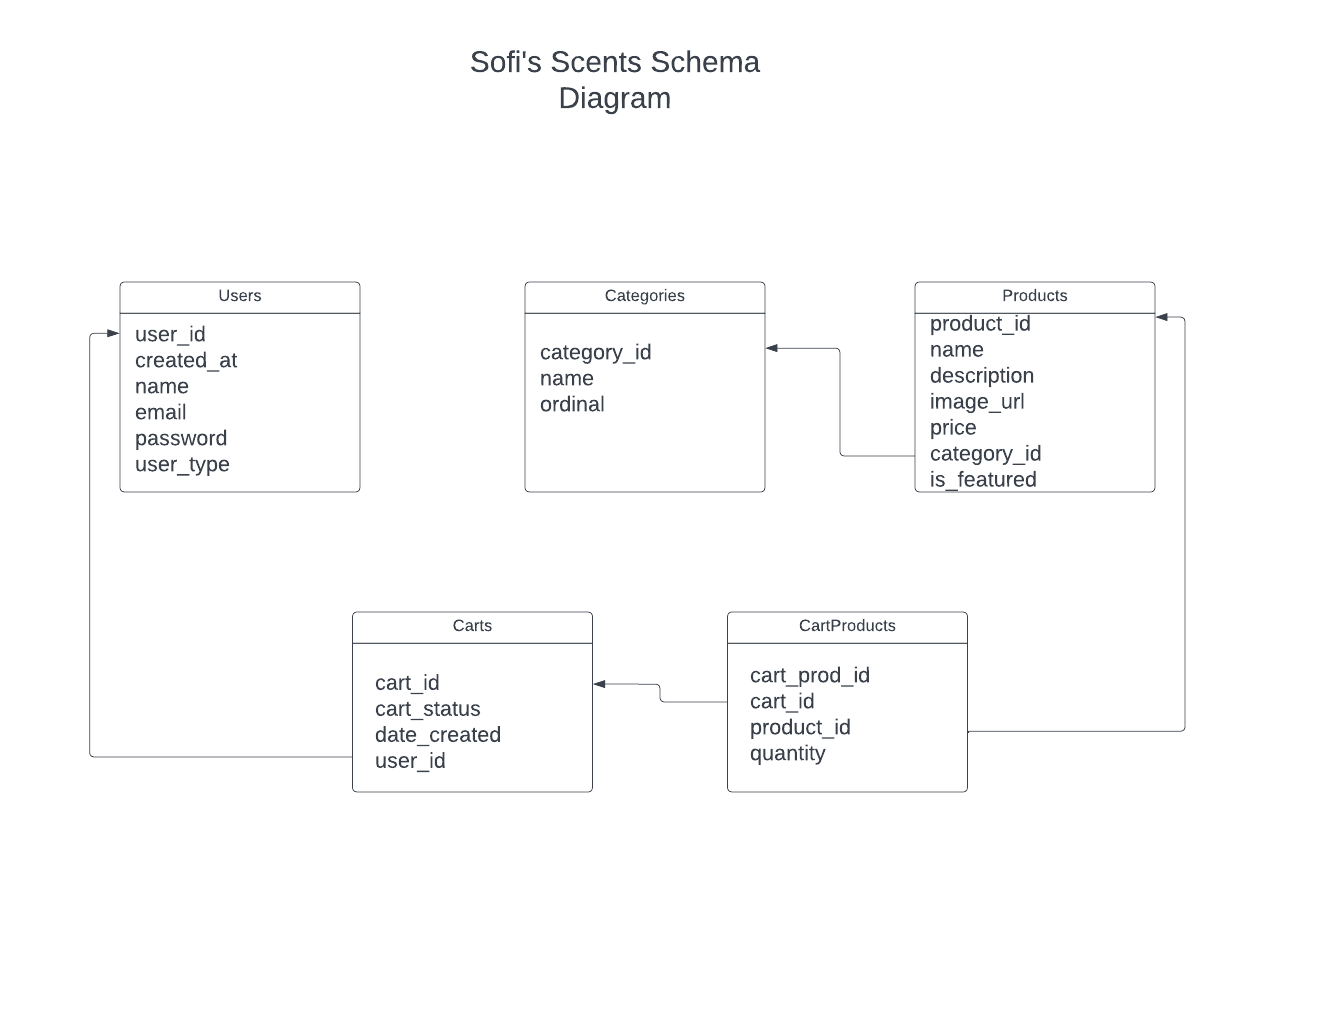 Sofi's Scents Schema
Diagram
Users
user_id
created_at
name
email
password
user_type
Categories
category_id
name
ordinal
Products
product_id
name
description
image_url
price
category_id
is_featured
Carts
cart_id
cart_status
date_created
user_id
CartProducts
cart_prod_id
cart_id
product_id
quantity